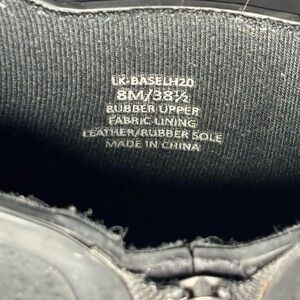 LK-BASELH20
8M/38½
RUBBER UPPER
FABRIC LINING
LEATHER/RUBBER SOLE
MADE IN CHINA